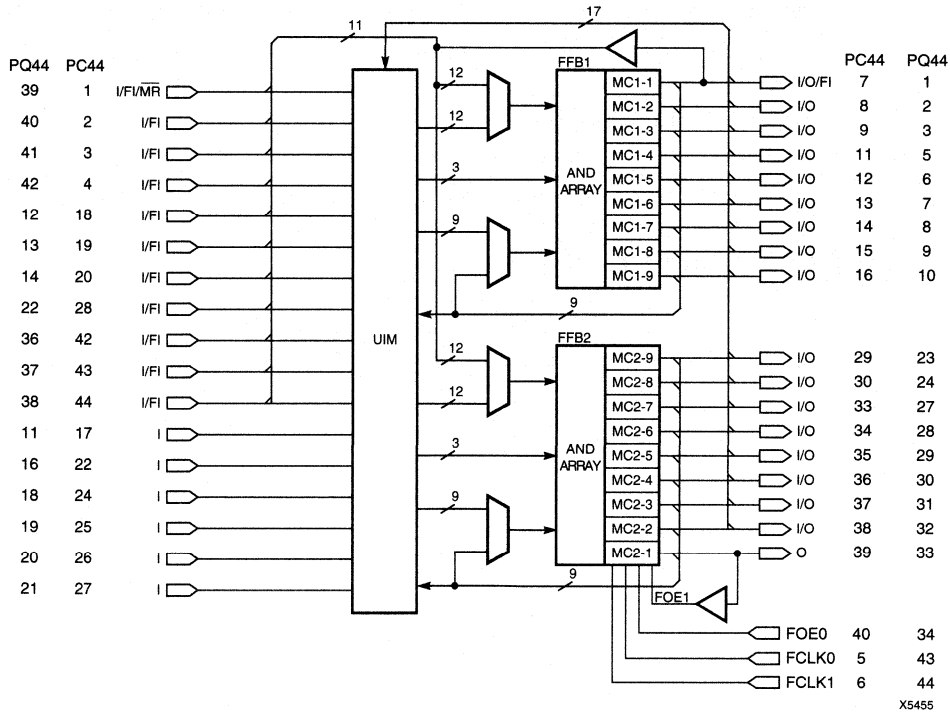 17
11
PQ44 PC44 PC44 PQ44
FFB1
39 1 I/FI/MR 12 MC1-1 I/O/FI 7 1
MC1-2 I/O 8 2
40 2 I/FI 12 MC1-3 I/O 9 3
41 3 I/FI MC1-4 I/O 11 5
42 4 I/FI 3 AND ARRAY MC1-5 I/O 12 6
12 18 I/FI MC1-6 I/O 13 7
9 MC1-7 I/O 14 8
13 19 I/FI MC1-8 I/O 15 9
14 20 I/FI MC1-9 I/O 16 10
22 28 I/FI 9
36 42 I/FI UIM FFB2
12 MC2-9 I/O 29 23
37 43 I/FI MC2-8 I/O 30 24
38 44 I/FI 12 MC2-7 I/O 33 27
11 17 I MC2-6 I/O 34 28
3 AND ARRAY MC2-5 I/O 35 29
16 22 I MC2-4 I/O 36 30
18 24 I 9 MC2-3 I/O 37 31
19 25 I MC2-2 I/O 38 32
20 26 I MC2-1 O 39 33
21 27 I 9
FOE1
FOE0 40 34
FCLK0 5 43
FCLK1 6 44
X5455